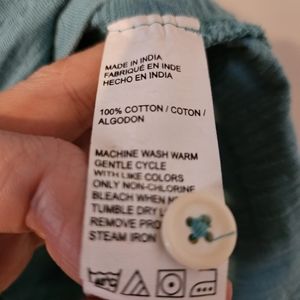 MADE IN INDIA
FABRIQUÉ EN INDE
HECHO EN INDIA
100% COTTON / COTON /
ALGODON
MACHINE WASH WARM
GENTLE CYCLE
WITH LIKE COLORS
ONLY NON-CHLORINE
BLEACH WHEN
TUMBLE DRY
REMOVE
STEAM IRON